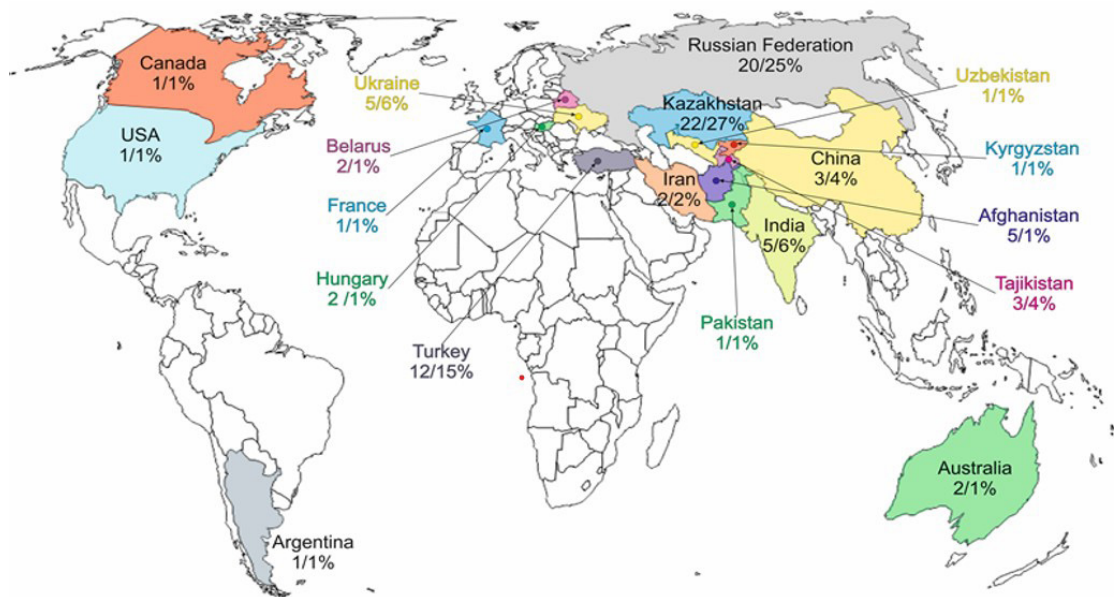 Canada
1/1%
USA
1/1%
Argentina
1/1%
Ukraine
5/6%
Belarus
2/1%
France
1/1%
Hungary
2 /1%
Turkey
12/15%
Russian Federation
20/25%
Kazakhstan
22/27%
Uzbekistan
1/1%
Kyrgyzstan
1/1%
China
3/4%
Iran
2/2%
Afghanistan
5/1%
India
5/6%
Tajikistan
3/4%
Pakistan
1/1%
Australia
2/1%